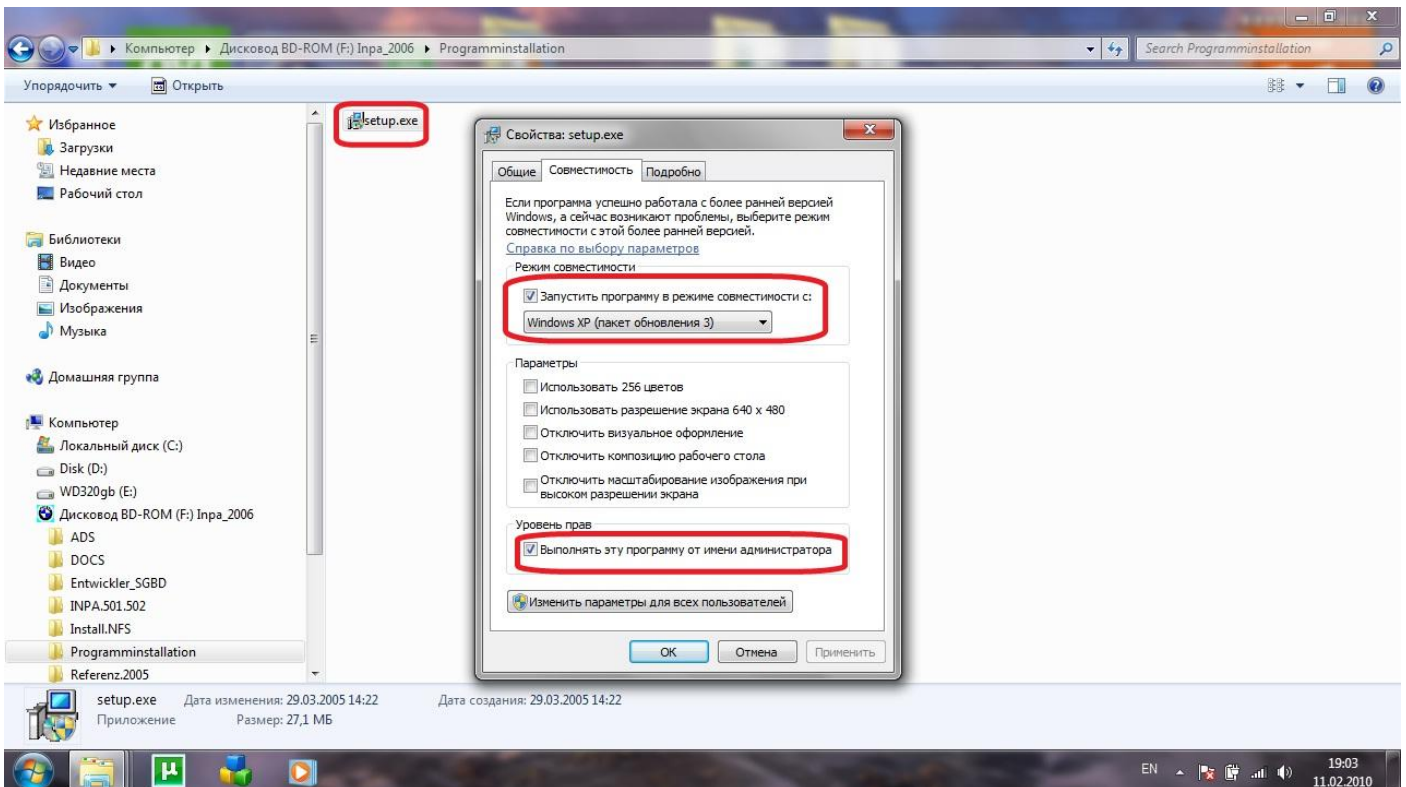 Компьютер ▸ Дисковод BD-ROM (F:) Inpa_2006 ▸ Programminstallation
Search Programminstallation
Упорядочить
Открыть
Избранное
Загрузки
Недавние места
Рабочий стол
Библиотеки
Видео
Документы
Изображения
Музыка
Домашняя группа
Компьютер
Локальный диск (C:)
Disk (D:)
WD320gb (E:)
Дисковод BD-ROM (F:) Inpa_2006
ADS
DOCS
Entwickler_SGBD
INPA.501.502
Install.NFS
Programminstallation
Referenz.2005
setup.exe
Свойства: setup.exe
Общие
Совместимость
Подробно
Если программа успешно работала с более ранней версией
Windows, а сейчас возникают проблемы, выберите режим
совместимости с этой более ранней версией.
Справка по выбору параметров
Режим совместимости
Запустить программу в режиме совместимости с:
Windows XP (пакет обновления 3)
Параметры
Использовать 256 цветов
Использовать разрешение экрана 640 x 480
Отключить визуальное оформление
Отключить композицию рабочего стола
Отключить масштабирование изображения при
высоком разрешении экрана
Уровень прав
Выполнять эту программу от имени администратора
Изменить параметры для всех пользователей
ОК
Отмена
Применить
setup.exe Дата изменения: 29.03.2005 14:22 Дата создания: 29.03.2005 14:22
Приложение Размер: 27,1 МБ
EN
19:03
11.02.2010